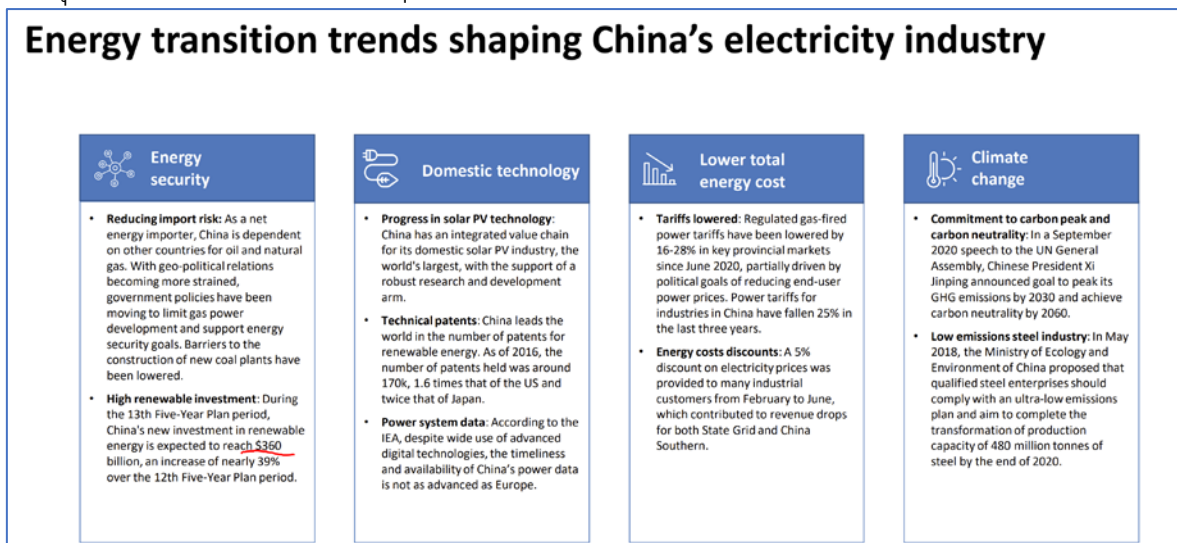 Energy transition trends shaping China's electricity industry
Energy
security
• Reducing import risk: As a net
energy importer, China is dependent
on other countries for oil and natural
gas. With geo-political relations
becoming more strained,
government policies have been
moving to limit gas power
development and support energy
security goals. Barriers to the
construction of new coal plants have
been lowered.
• High renewable investment: During
the 13th Five-Year Plan period,
China's new investment in renewable
energy is expected to reach $360
billion, an increase of nearly 39%
over the 12th Five-Year Plan period.
Domestic technology
• Progress in solar PV technology:
China has an integrated value chain
for its domestic solar PV industry, the
world's largest, with the support of a
robust research and development
arm.
• Technical patents: China leads the
world in the number of patents for
renewable energy. As of 2016, the
number of patents held was around
170k, 1.6 times that of the US and
twice that of Japan.
• Power system data: According to the
IEA, despite wide use of advanced
digital technologies, the timeliness
and availability of China's power data
is not as advanced as Europe.
Lower total
energy cost
• Tariffs lowered: Regulated gas-fired
power tariffs have been lowered by
16-28% in key provincial markets
since June 2020, partially driven by
political goals of reducing end-user
power prices. Power tariffs for
industries in China have fallen 25% in
the last three years.
• Energy costs discounts: A 5%
discount on electricity prices was
provided to many industrial
customers from February to June,
which contributed to revenue drops
for both State Grid and China
Southern.
Climate
change
• Commitment to carbon peak and
carbon neutrality: In a September
2020 speech to the UN General
Assembly, Chinese President Xi
Jinping announced goal to peak its
GHG emissions by 2030 and achieve
carbon neutrality by 2060.
• Low emissions steel industry: In May
2018, the Ministry of Ecology and
Environment of China proposed that
qualified steel enterprises should
comply with an ultra-low emissions
plan and aim to complete the
transformation of production
capacity of 480 million tonnes of
steel by the end of 2020.